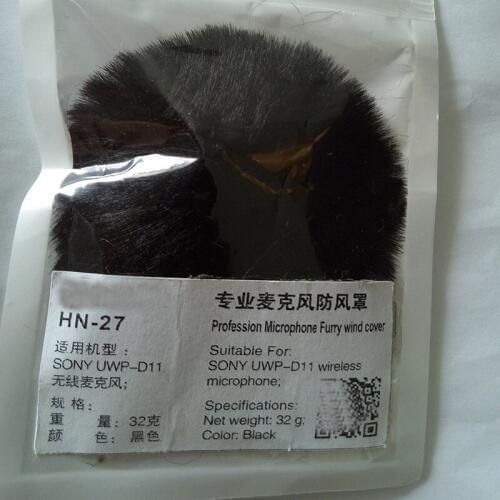 专业麦克风防风罩
HN-27
Profession Microphone Furry wind cover
适用机型：
SONY UWP-D11
无线麦克风；
规格：
重量：32克
颜色：黑色
Suitable For:
SONY UWP-D11 wireless
microphone;
Specifications:
Net weight: 32 g;
Color: Black